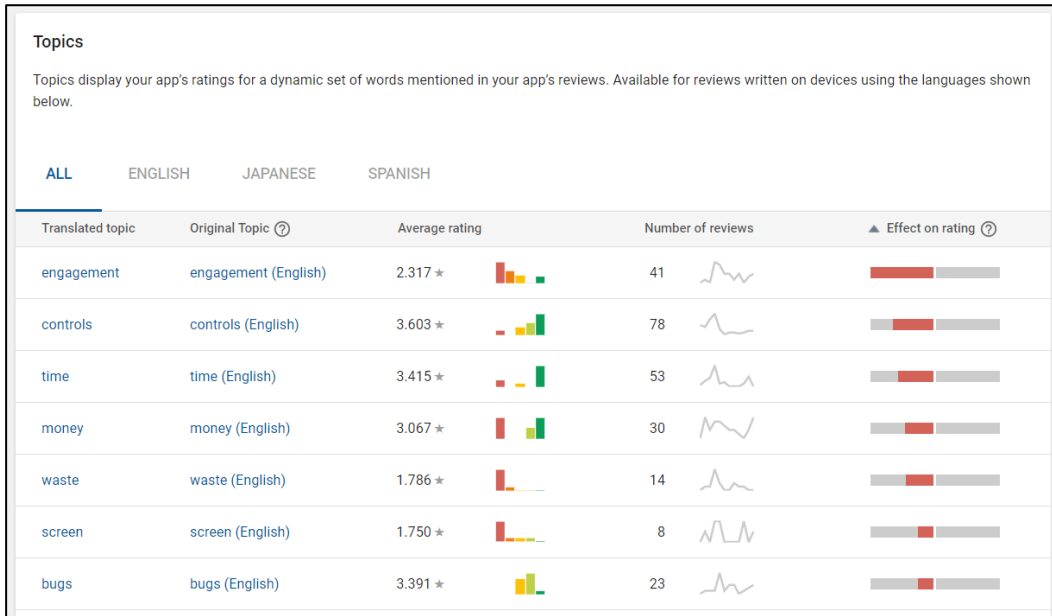 Topics
Topics display your app's ratings for a dynamic set of words mentioned in your app's reviews. Available for reviews written on devices using the languages shown
below.
ALL ENGLISH JAPANESE SPANISH
Translated topic Original Topic ? Average rating Number of reviews ▲ Effect on rating ?
engagement engagement (English) 2.317 ★ 41
controls controls (English) 3.603 ★ 78
time time (English) 3.415 ★ 53
money money (English) 3.067 ★ 30
waste waste (English) 1.786 ★ 14
screen screen (English) 1.750 ★ 8
bugs bugs (English) 3.391 ★ 23